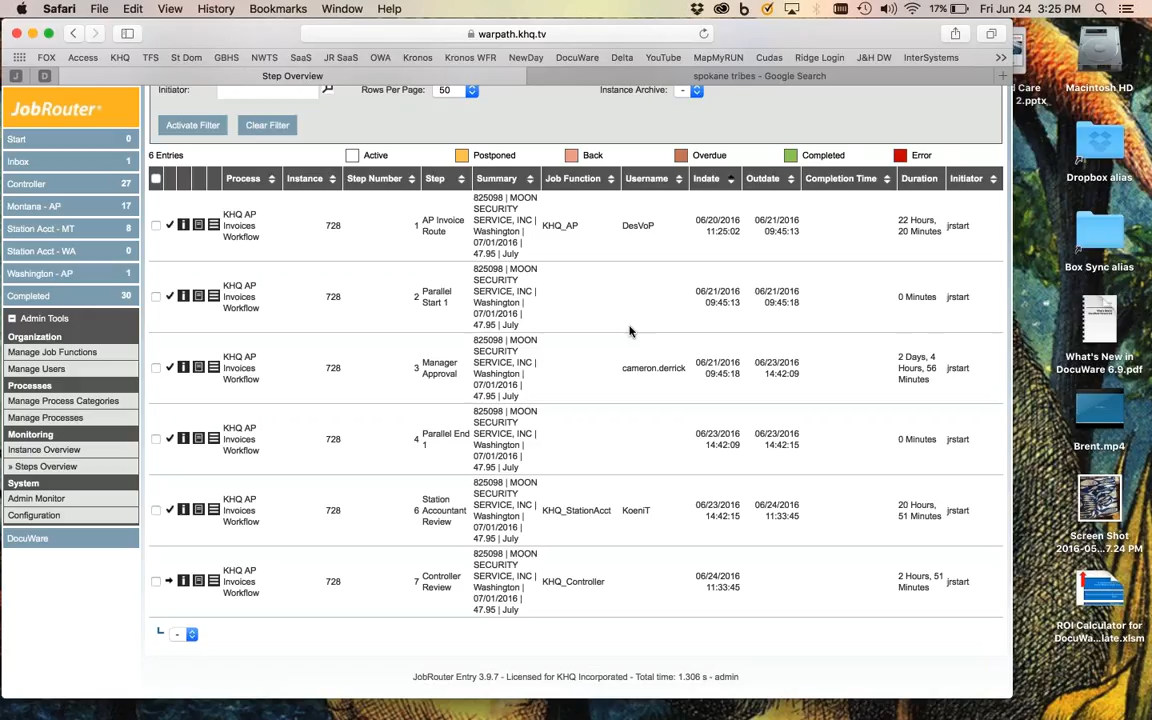 Safari File Edit View History Bookmarks Window Help 17% Fri Jun 24 3:25 PM
warpath.khq.tv
FOX Access KHQ TFS St Dom GBHS NWTS SaaS JR SaaS OWA Kronos Kronos WFR NewDay DocuWare Delta YouTube MapMyRUN Cudas Ridge Login J&H DW InterSystems
J D Step Overview spokane tribes - Google Search
JobRouter
Start 0
Inbox 1
Controller 27
Montana - AP 17
Station Acct - MT 8
Station Acct - WA 0
Washington - AP 1
Completed 30
Admin Tools
Organization
Manage Job Functions
Manage Users
Processes
Manage Process Categories
Manage Processes
Monitoring
Instance Overview
» Steps Overview
System
Admin Monitor
Configuration
DocuWare
Initiator: Rows Per Page: 50 Instance Archive: -
Activate Filter Clear Filter
6 Entries Active Postponed Back Overdue Completed Error
Process Instance Step Number Step Summary Job Function Username Indate Outdate Completion Time Duration Initiator
KHQ AP
Invoices
Workflow
728
1
AP Invoice
Route
825098 | MOON
SECURITY
SERVICE, INC |
Washington |
07/01/2016 |
47.95 | July
KHQ_AP
DesVoP
06/20/2016
11:25:02
06/21/2016
09:45:13
22 Hours,
20 Minutes
jrstart
KHQ AP
Invoices
Workflow
728
2
Parallel
Start 1
825098 | MOON
SECURITY
SERVICE, INC |
Washington |
07/01/2016 |
47.95 | July
06/21/2016
09:45:13
06/21/2016
09:45:18
0 Minutes
jrstart
KHQ AP
Invoices
Workflow
728
3
Manager
Approval
825098 | MOON
SECURITY
SERVICE, INC |
Washington |
07/01/2016 |
47.95 | July
cameron.derrick
06/21/2016
09:45:18
06/23/2016
14:42:09
2 Days, 4
Hours, 56
Minutes
jrstart
KHQ AP
Invoices
Workflow
728
4
Parallel End
1
825098 | MOON
SECURITY
SERVICE, INC |
Washington |
07/01/2016 |
47.95 | July
06/23/2016
14:42:09
06/23/2016
14:42:15
0 Minutes
jrstart
KHQ AP
Invoices
Workflow
728
6
Station
Accountant
Review
825098 | MOON
SECURITY
SERVICE, INC |
Washington |
07/01/2016 |
47.95 | July
KHQ_StationAcct
KoeniT
06/23/2016
14:42:15
06/24/2016
11:33:45
20 Hours,
51 Minutes
jrstart
KHQ AP
Invoices
Workflow
728
7
Controller
Review
825098 | MOON
SECURITY
SERVICE, INC |
Washington |
07/01/2016 |
47.95 | July
KHQ_Controller
06/24/2016
11:33:45
2 Hours, 51
Minutes
jrstart
-
JobRouter Entry 3.9.7 - Licensed for KHQ Incorporated - Total time: 1.306 s - admin
d Care
2.pptx
Macintosh HD
Dropbox alias
Box Sync alias
What's New in
DocuWare 6.9.pdf
Brent.mp4
Screen Shot
2016-05...7.24 PM
ROI Calculator for
DocuWa...late.xlsm